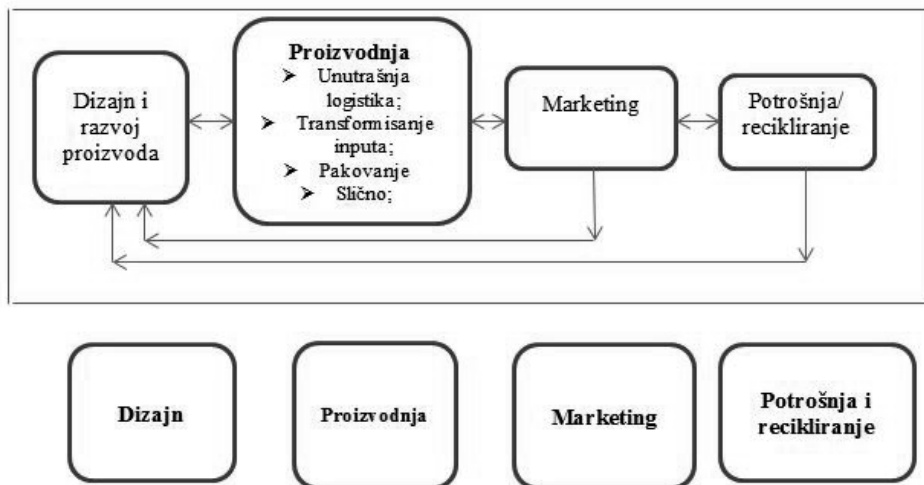 Dizajn i
razvoj
proizvoda
Proizvodnja
➤ Unutrašnja
logistika;
➤ Transformisanje
inputa;
➤ Pakovanje
➤ Slično;
Marketing
Potrošnja/
recikliranje
Dizajn
Proizvodnja
Marketing
Potrošnja i
recikliranje